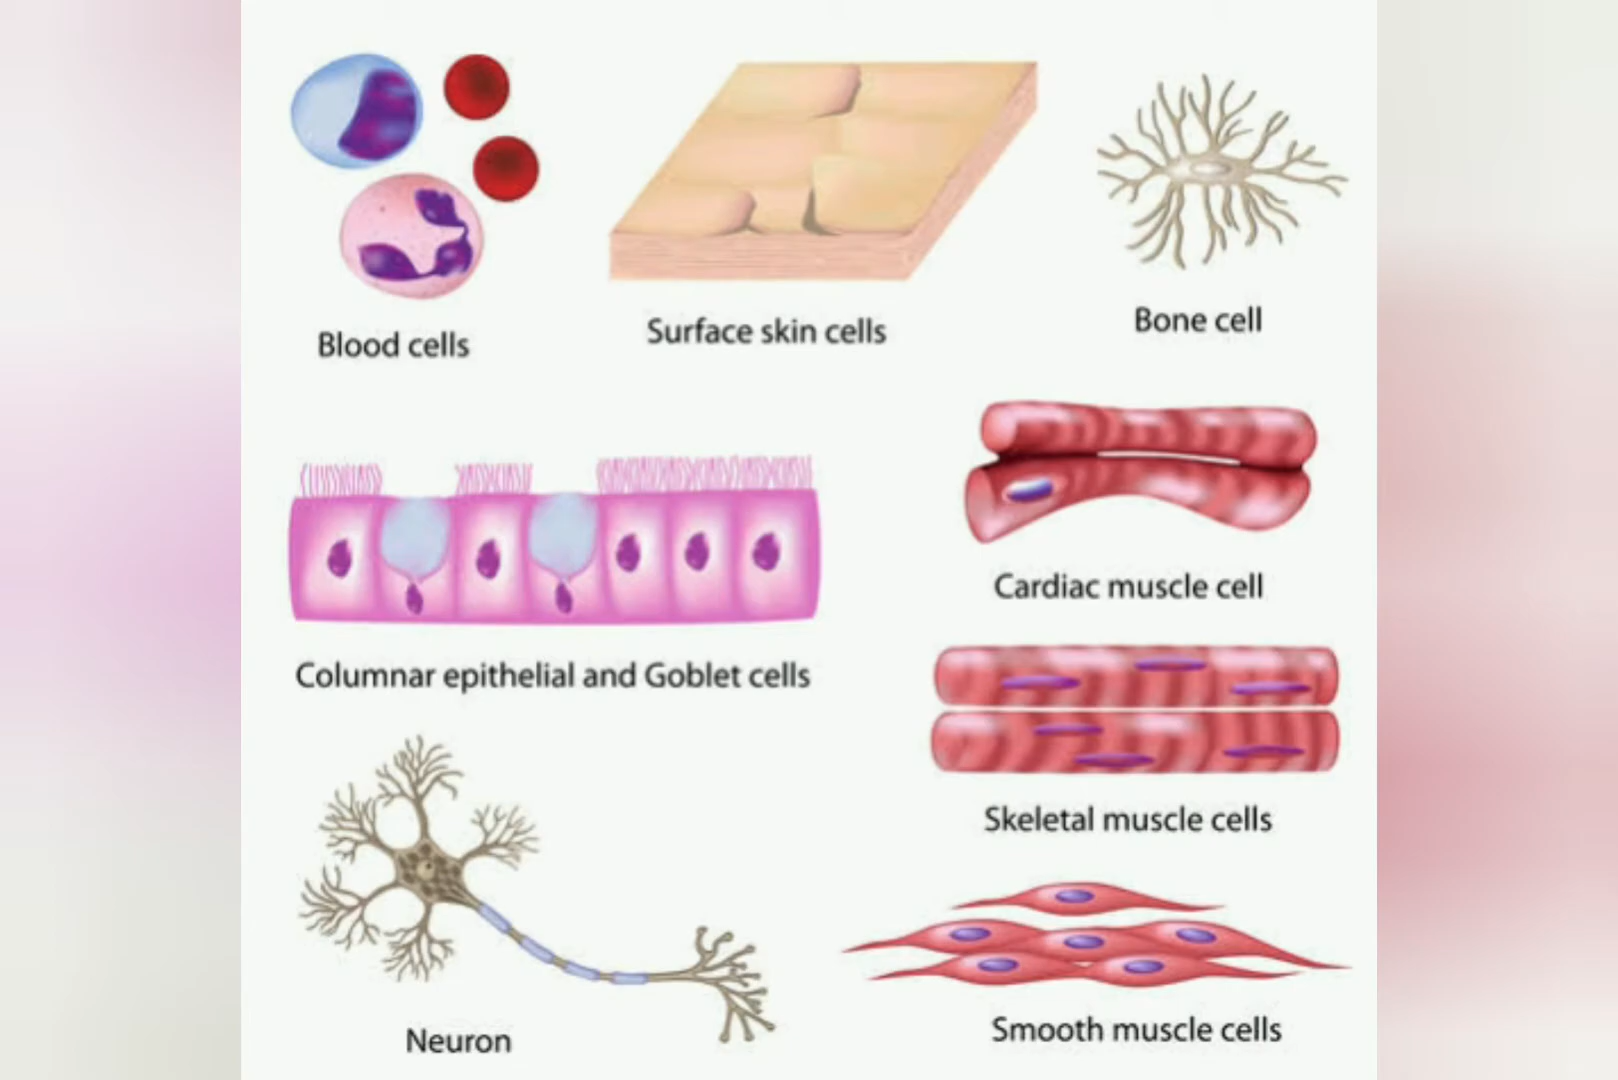 Blood cells
Surface skin cells
Bone cell
Cardiac muscle cell
Columnar epithelial and Goblet cells
Skeletal muscle cells
Neuron
Smooth muscle cells